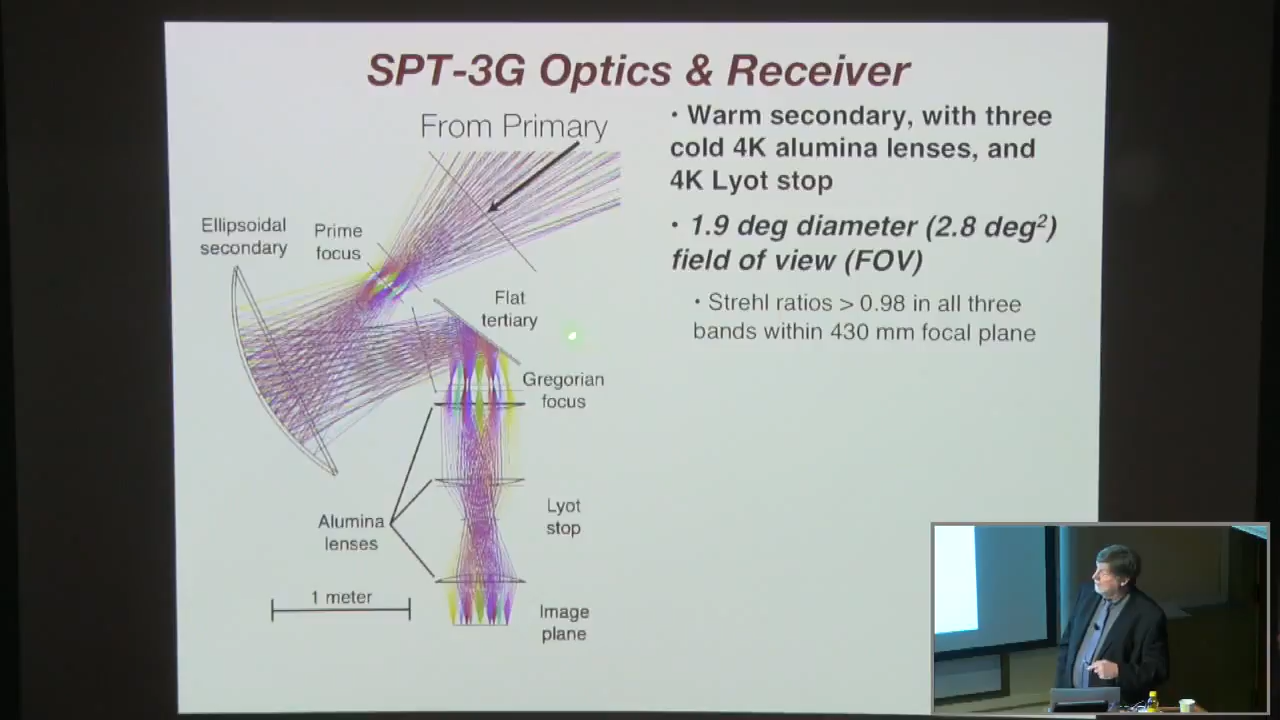 SPT-3G Optics & Receiver
From Primary
Ellipsoidal
secondary
Prime
focus
Flat
tertiary
Gregorian
focus
Alumina
lenses
Lyot
stop
1 meter
Image
plane
· Warm secondary, with three
cold 4K alumina lenses, and
4K Lyot stop
· 1.9 deg diameter (2.8 deg²)
field of view (FOV)
· Strehl ratios > 0.98 in all three
bands within 430 mm focal plane